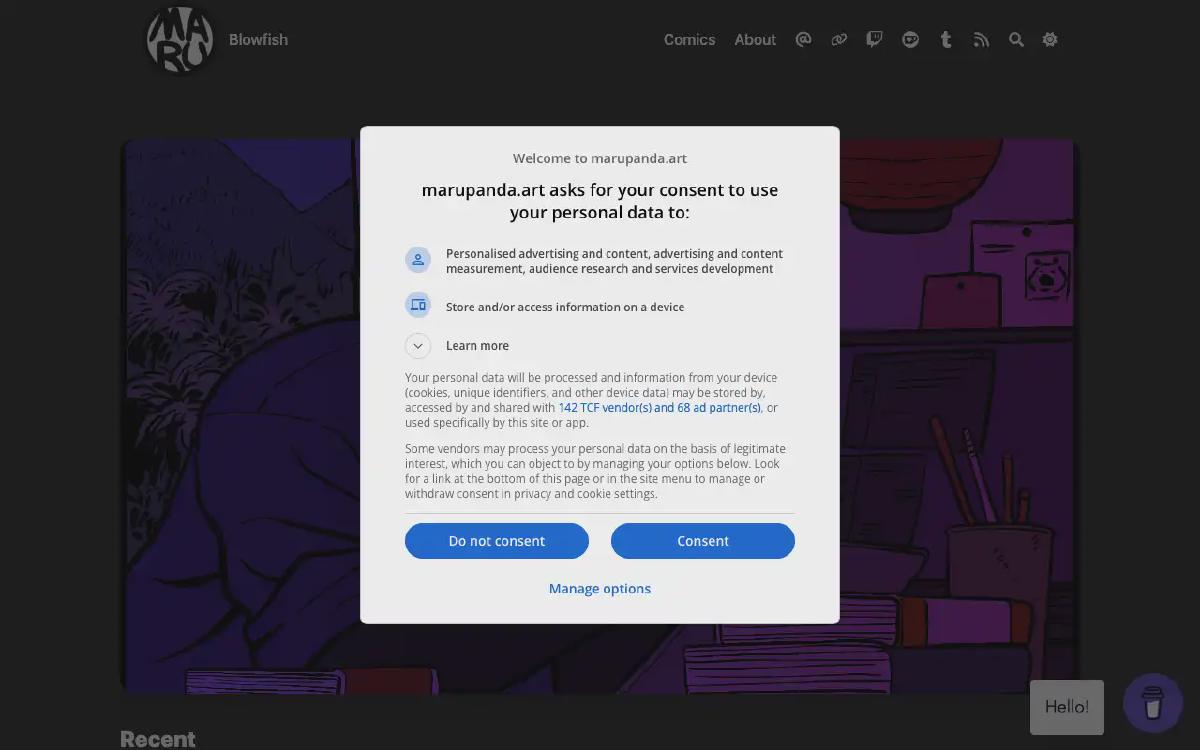 MARU
Blowfish
Comics
About
Welcome to marupanda.art
marupanda.art asks for your consent to use
your personal data to:
Personalised advertising and content, advertising and content
measurement, audience research and services development
Store and/or access information on a device
Learn more
Your personal data will be processed and information from your device
(cookies, unique identifiers, and other device data) may be stored by,
accessed by and shared with 142 TCF vendor(s) and 68 ad partner(s), or
used specifically by this site or app.
Some vendors may process your personal data on the basis of legitimate
interest, which you can object to by managing your options below. Look
for a link at the bottom of this page or in the site menu to manage or
withdraw consent in privacy and cookie settings.
Do not consent
Consent
Manage options
Hello!
Recent